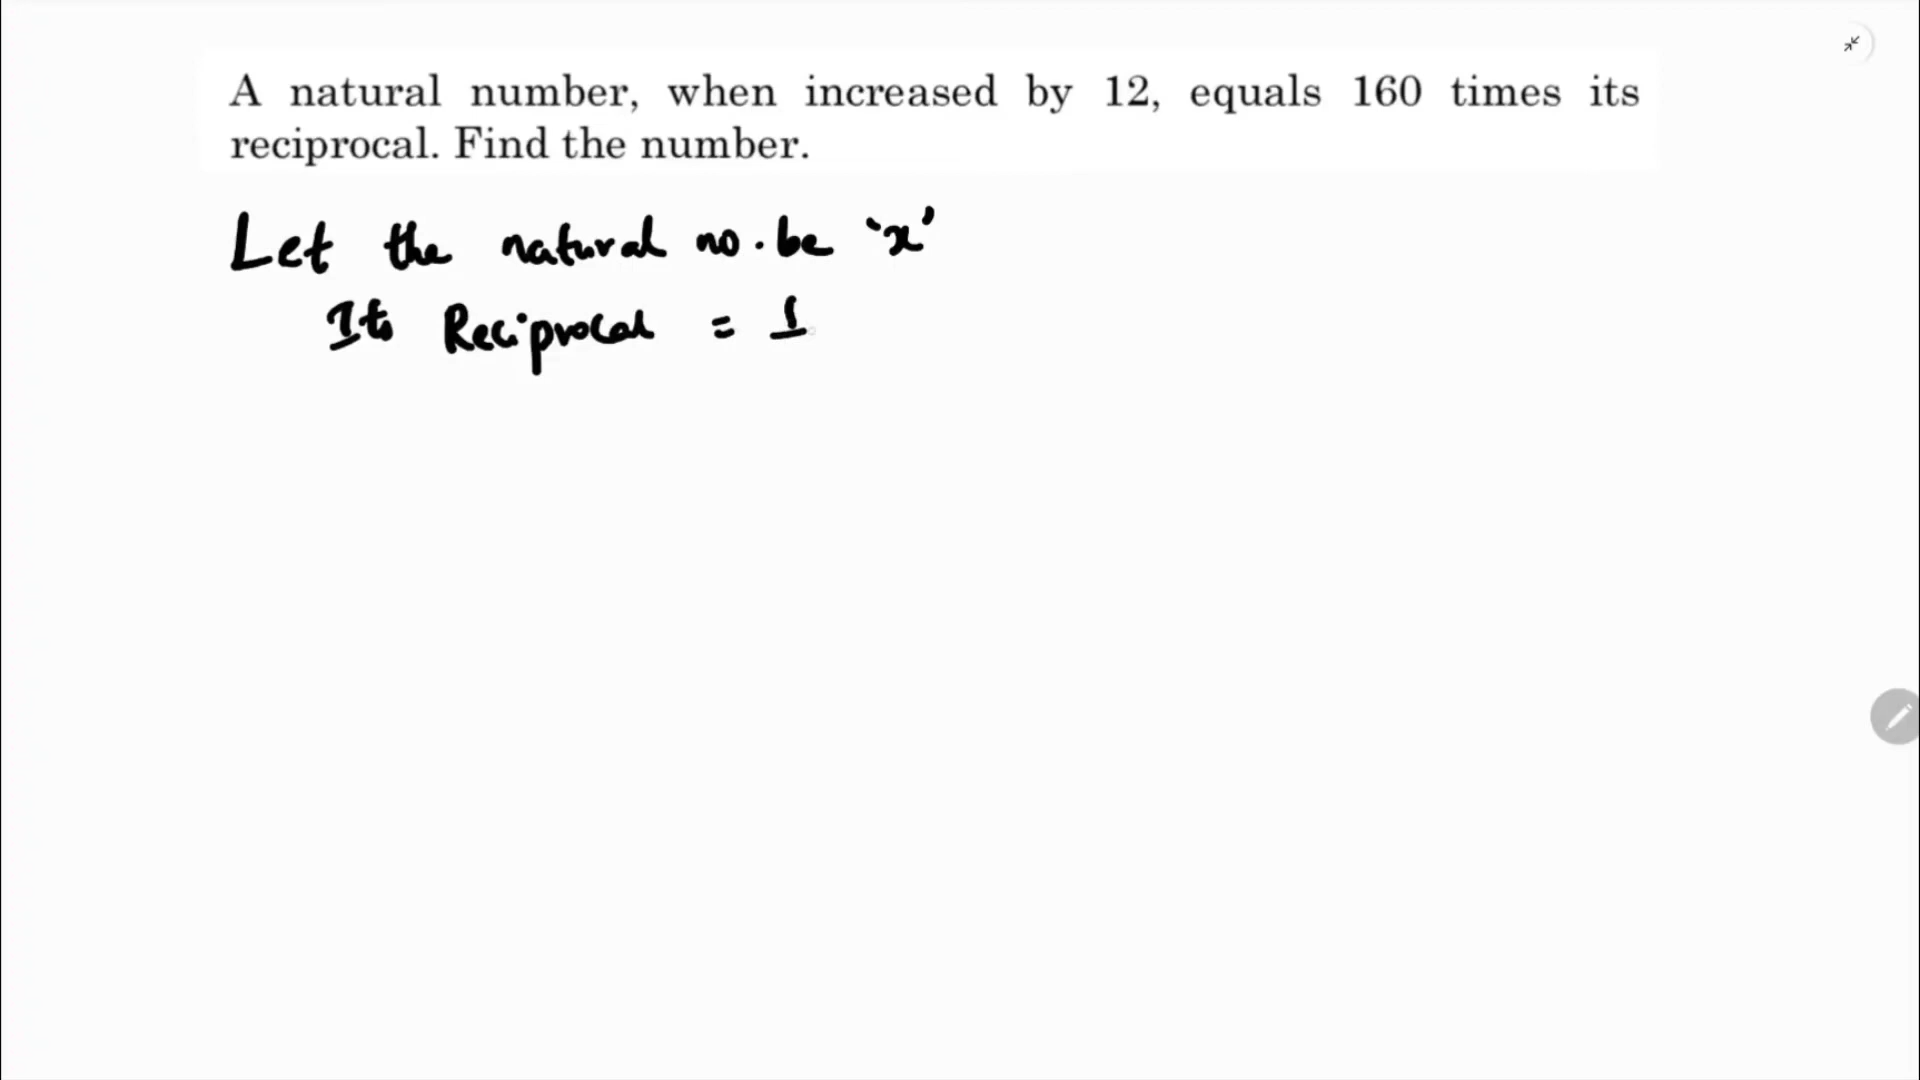 A natural number, when increased by 12, equals 160 times its
reciprocal. Find the number.
Let the natural no. be 'x'
Its Reciprocal = 1